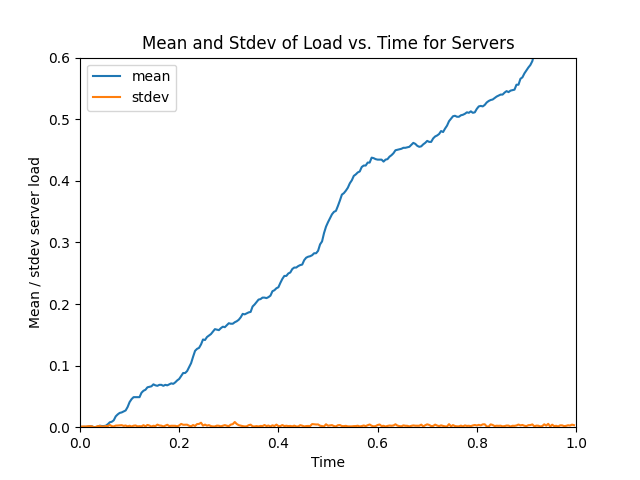 Mean and Stdev of Load vs. Time for Servers
mean
stdev
Mean / stdev server load
0.6
0.5
0.4
0.3
0.2
0.1
0.0
0.0 0.2 0.4 0.6 0.8 1.0
Time